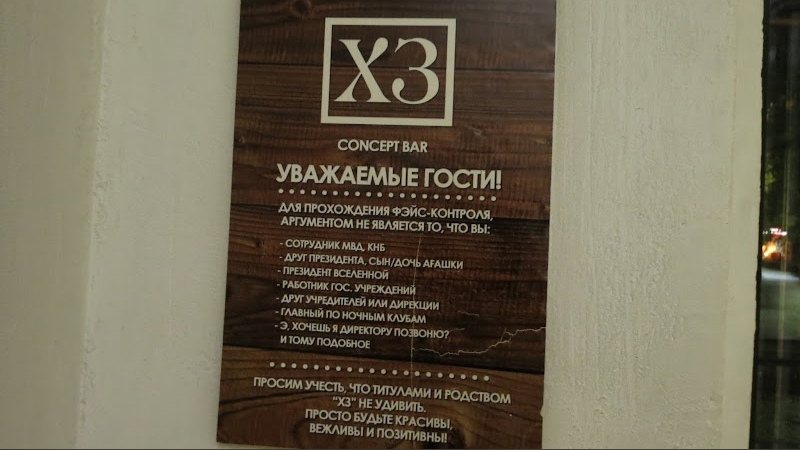 ХЗ
CONCEPT BAR
УВАЖАЕМЫЕ ГОСТИ!
ДЛЯ ПРОХОЖДЕНИЯ ФЭЙС-КОНТРОЛЯ,
АРГУМЕНТОМ НЕ ЯВЛЯЕТСЯ ТО, ЧТО ВЫ:
- СОТРУДНИК МВД, КНБ
- ДРУГ ПРЕЗИДЕНТА, СЫН/ДОЧЬ АҒАШКИ
- ПРЕЗИДЕНТ ВСЕЛЕННОЙ
- РАБОТНИК ГОС. УЧРЕЖДЕНИЙ
- ДРУГ УЧРЕДИТЕЛЕЙ ИЛИ ДИРЕКЦИИ
- ГЛАВНЫЙ ПО НОЧНЫМ КЛУБАМ
- Э, ХОЧЕШЬ Я ДИРЕКТОРУ ПОЗВОНЮ?
И ТОМУ ПОДОБНОЕ
ПРОСИМ УЧЕСТЬ, ЧТО ТИТУЛАМИ И РОДСТВОМ
"ХЗ" НЕ УДИВИТЬ.
ПРОСТО БУДЬТЕ КРАСИВЫ,
ВЕЖЛИВЫ И ПОЗИТИВНЫ!